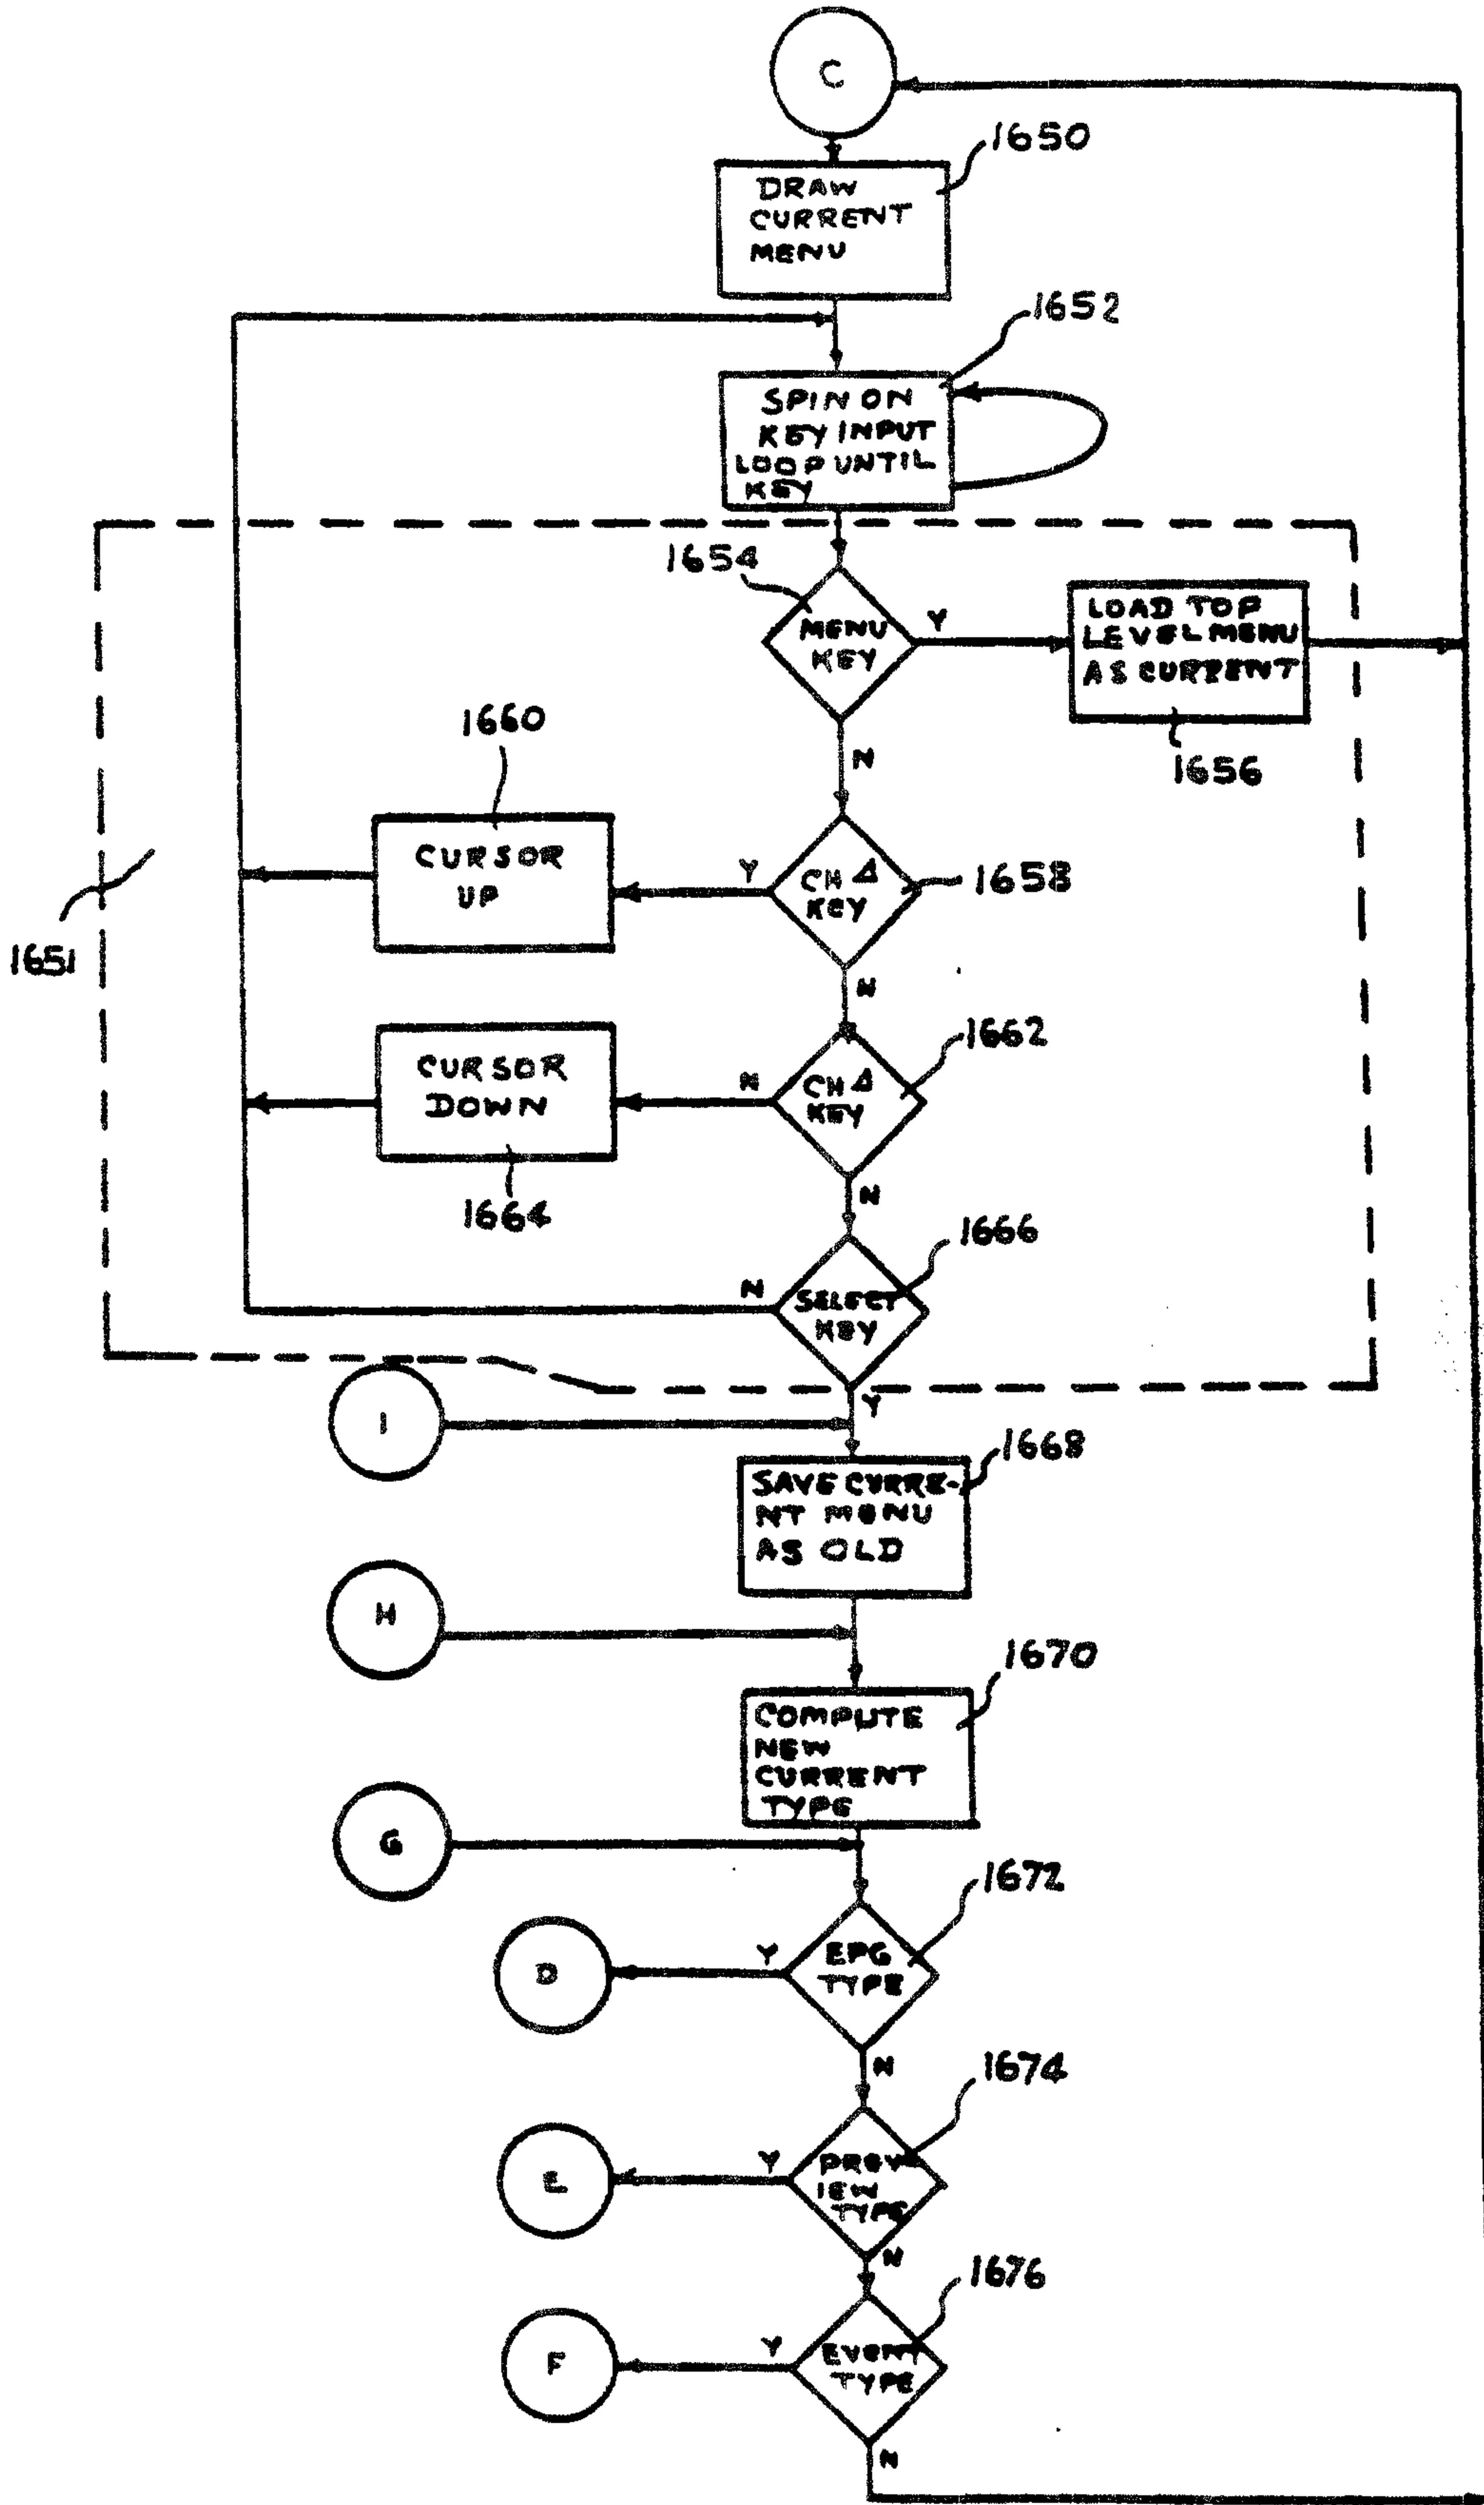 C
1650
DRAW
CURRENT
MENU
1652
SPIN ON
KEY INPUT
LOOP UNTIL
KEY
1654
MENU
KEY
Y
LOAD TOP
LEVEL MENU
AS CURRENT
1656
N
1660
CURSOR
UP
Y
CH Δ
KEY
1658
1651
N
1662
CURSOR
DOWN
N
CH Δ
KEY
1664
N
1666
N
SELECT
KEY
Y
I
1668
SAVE CURRE-
NT MENU
AS OLD
H
1670
COMPUTE
NEW
CURRENT
TYPE
G
1672
D
Y
EPG
TYPE
N
1674
E
Y
PREV
IEW
TYPE
N
1676
F
Y
EVENT
TYPE
N